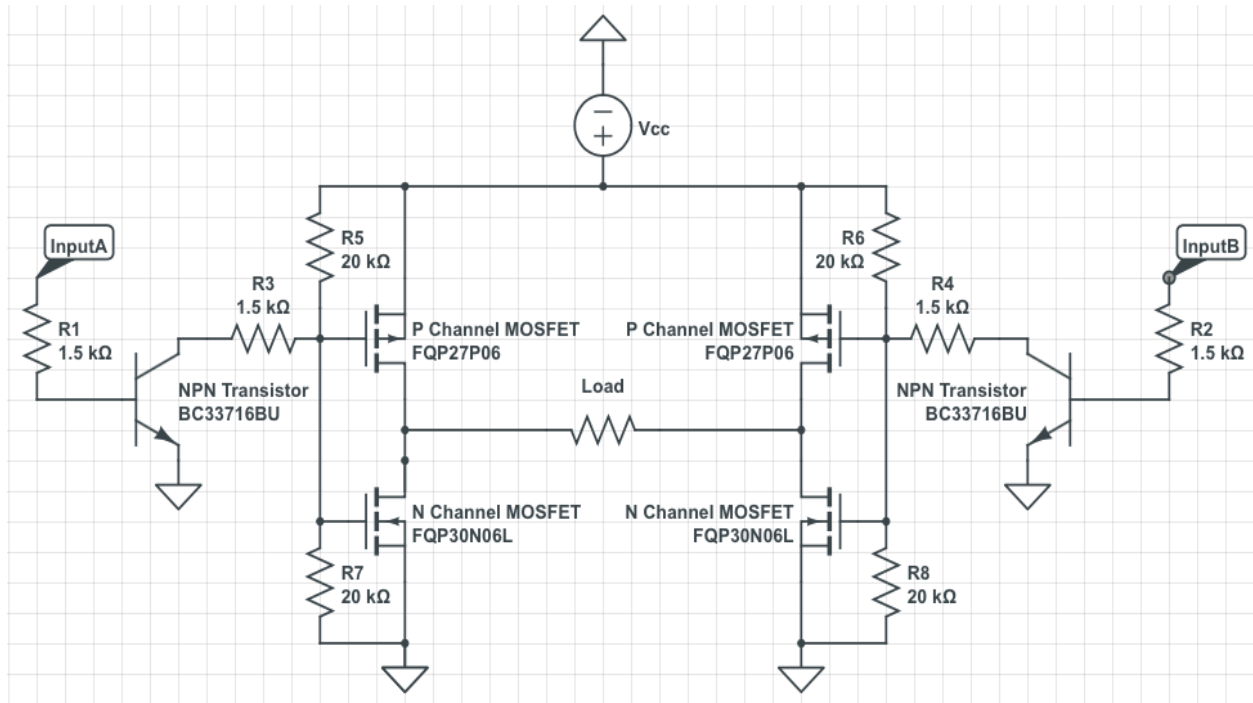 Vcc
InputA
R1
1.5 kΩ
R3
1.5 kΩ
R5
20 kΩ
NPN Transistor
BC33716BU
P Channel MOSFET
FQP27P06
N Channel MOSFET
FQP30N06L
R7
20 kΩ
Load
R6
20 kΩ
R4
1.5 kΩ
InputB
R2
1.5 kΩ
P Channel MOSFET
FQP27P06
NPN Transistor
BC33716BU
N Channel MOSFET
FQP30N06L
R8
20 kΩ